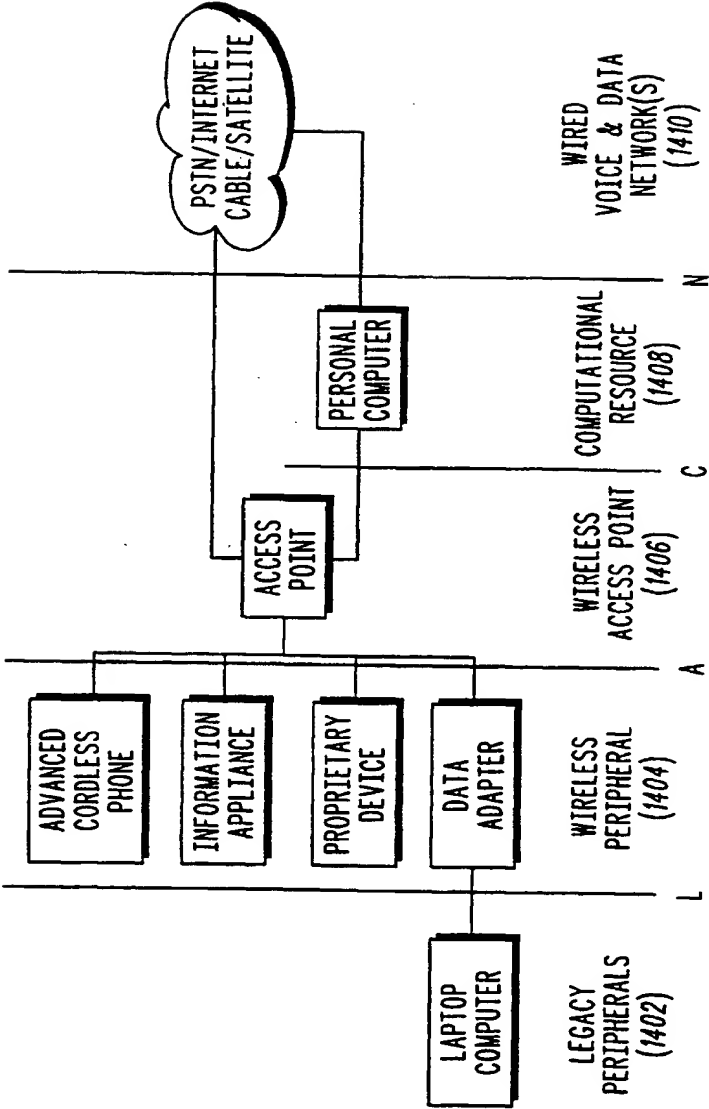 PSTN/INTERNET
CABLE/SATELLITE
PERSONAL
COMPUTER
ACCESS
POINT
ADVANCED
CORDLESS
PHONE
INFORMATION
APPLIANCE
PROPRIETARY
DEVICE
DATA
ADAPTER
LAPTOP
COMPUTER
L
A
C
N
LEGACY
PERIPHERALS
(1402)
WIRELESS
PERIPHERAL
(1404)
WIRELESS
ACCESS POINT
(1406)
COMPUTATIONAL
RESOURCE
(1408)
WIRED
VOICE & DATA
NETWORK(S)
(1410)